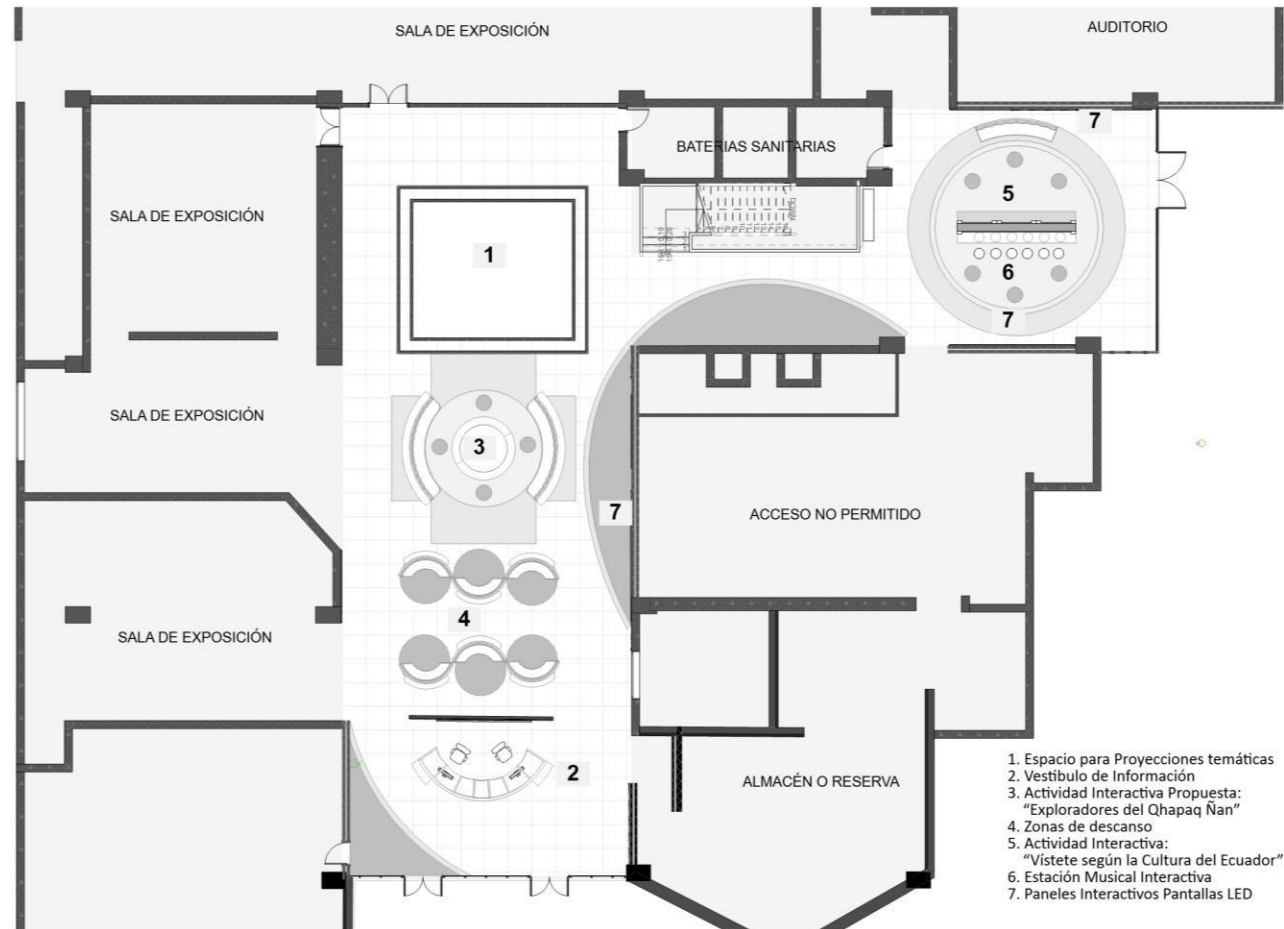 SALA DE EXPOSICIÓN
AUDITORIO
7
BATERIAS SANITARIAS
5
SALA DE EXPOSICIÓN
1
6
7
SALA DE EXPOSICIÓN
3
7
ACCESO NO PERMITIDO
4
SALA DE EXPOSICIÓN
2
ALMACÉN O RESERVA
1. Espacio para Proyecciones temáticas
2. Vestíbulo de Información
3. Actividad Interactiva Propuesta:
“Exploradores del Qhapaq Ñan”
4. Zonas de descanso
5. Actividad Interactiva:
“Vístete según la Cultura del Ecuador”
6. Estación Musical Interactiva
7. Paneles Interactivos Pantallas LED